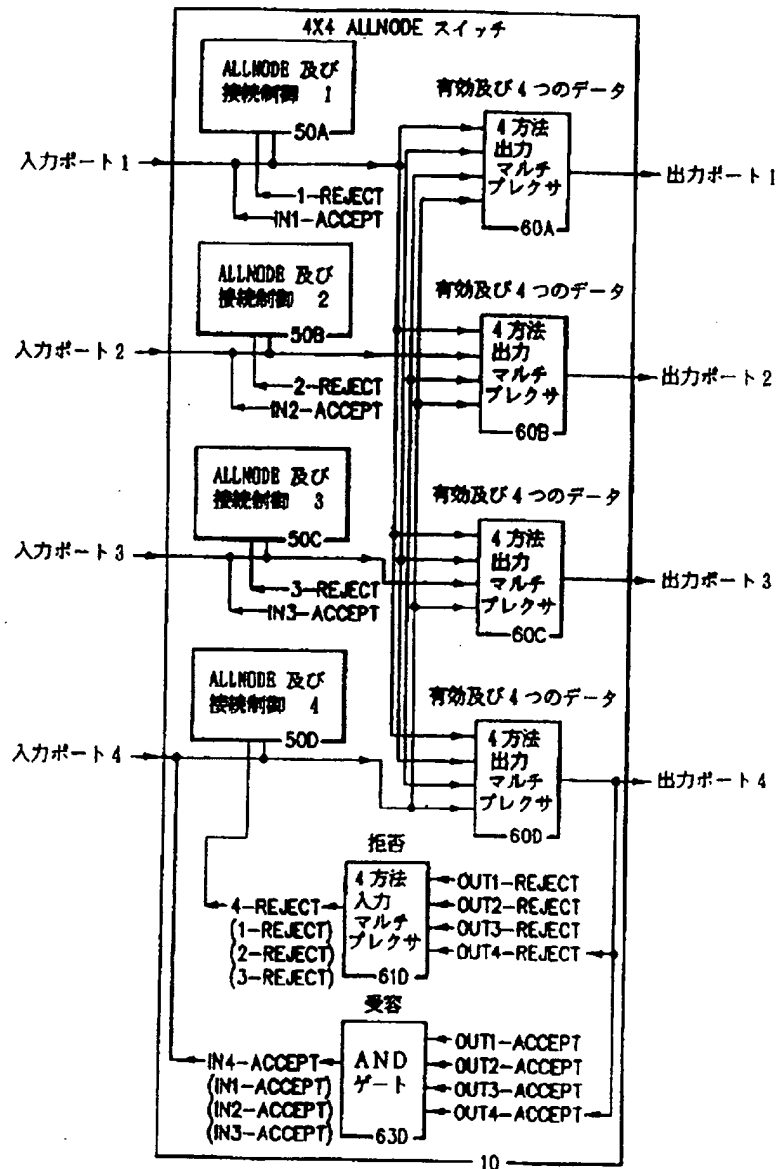 4X4 ALLNODE スイッチ
ALLNODE 及び
接続制御 1
50A
有効及び4つのデータ
4方法
出力
マルチ
プレクサ
60A
入力ポート1
出力ポート1
1-REJECT
IN1-ACCEPT
ALLNODE 及び
接続制御 2
50B
有効及び4つのデータ
4方法
出力
マルチ
プレクサ
60B
入力ポート2
出力ポート2
2-REJECT
IN2-ACCEPT
ALLNODE 及び
接続制御 3
50C
有効及び4つのデータ
4方法
出力
マルチ
プレクサ
60C
入力ポート3
出力ポート3
3-REJECT
IN3-ACCEPT
ALLNODE 及び
接続制御 4
50D
有効及び4つのデータ
4方法
出力
マルチ
プレクサ
60D
入力ポート4
出力ポート4
拒否
4方法
入力
マルチ
プレクサ
61D
4-REJECT
(1-REJECT)
(2-REJECT)
(3-REJECT)
OUT1-REJECT
OUT2-REJECT
OUT3-REJECT
OUT4-REJECT
受容
AND
ゲート
63D
IN4-ACCEPT
(IN1-ACCEPT)
(IN2-ACCEPT)
(IN3-ACCEPT)
OUT1-ACCEPT
OUT2-ACCEPT
OUT3-ACCEPT
OUT4-ACCEPT
10